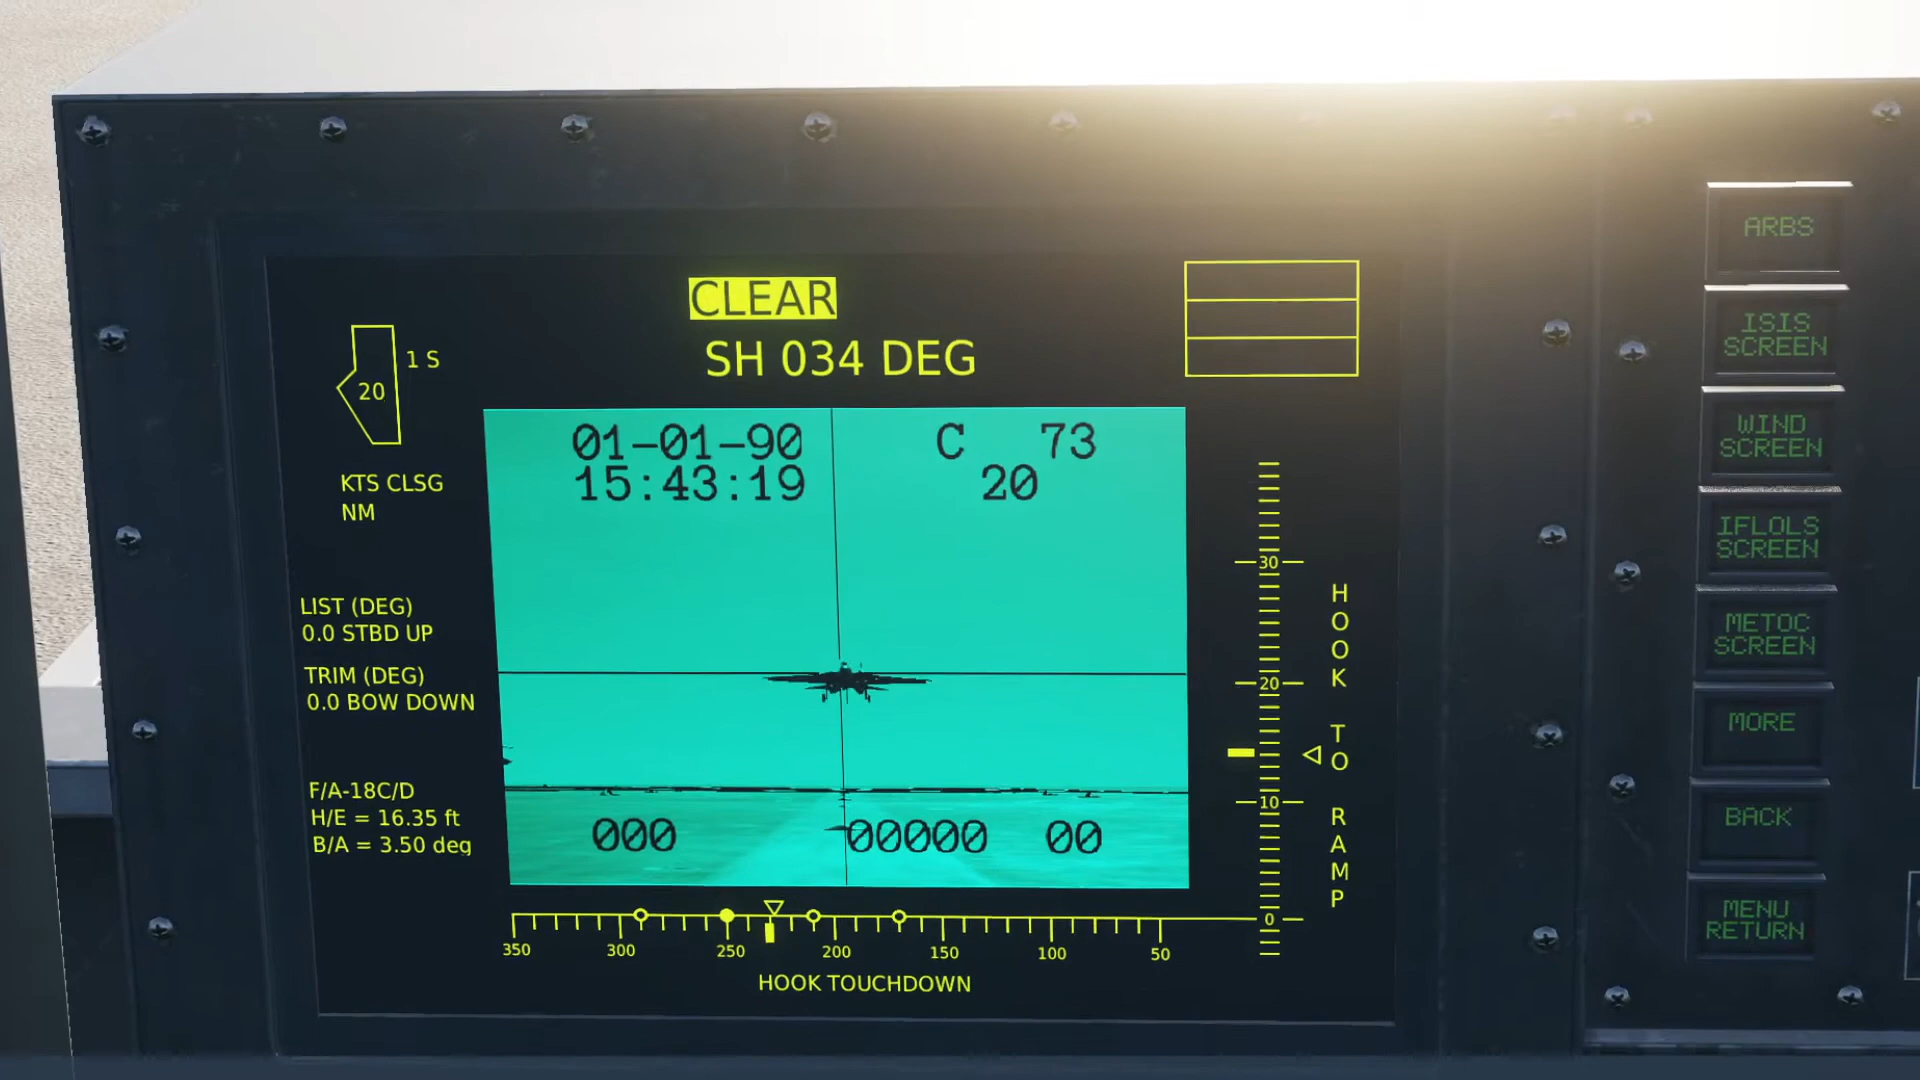 CLEAR
SH 034 DEG
1 S
20
KTS CLSG
NM
LIST (DEG)
0.0 STBD UP
TRIM (DEG)
0.0 BOW DOWN
F/A-18C/D
H/E = 16.35 ft
B/A = 3.50 deg
01-01-90
15:43:19
C 73
20
000 00000 00
30
20
10
0
HOOK TO RAMP
350 300 250 200 150 100 50
HOOK TOUCHDOWN
ARBS
ISIS
SCREEN
WIND
SCREEN
IFLOLS
SCREEN
METOC
SCREEN
MORE
BACK
MENU
RETURN